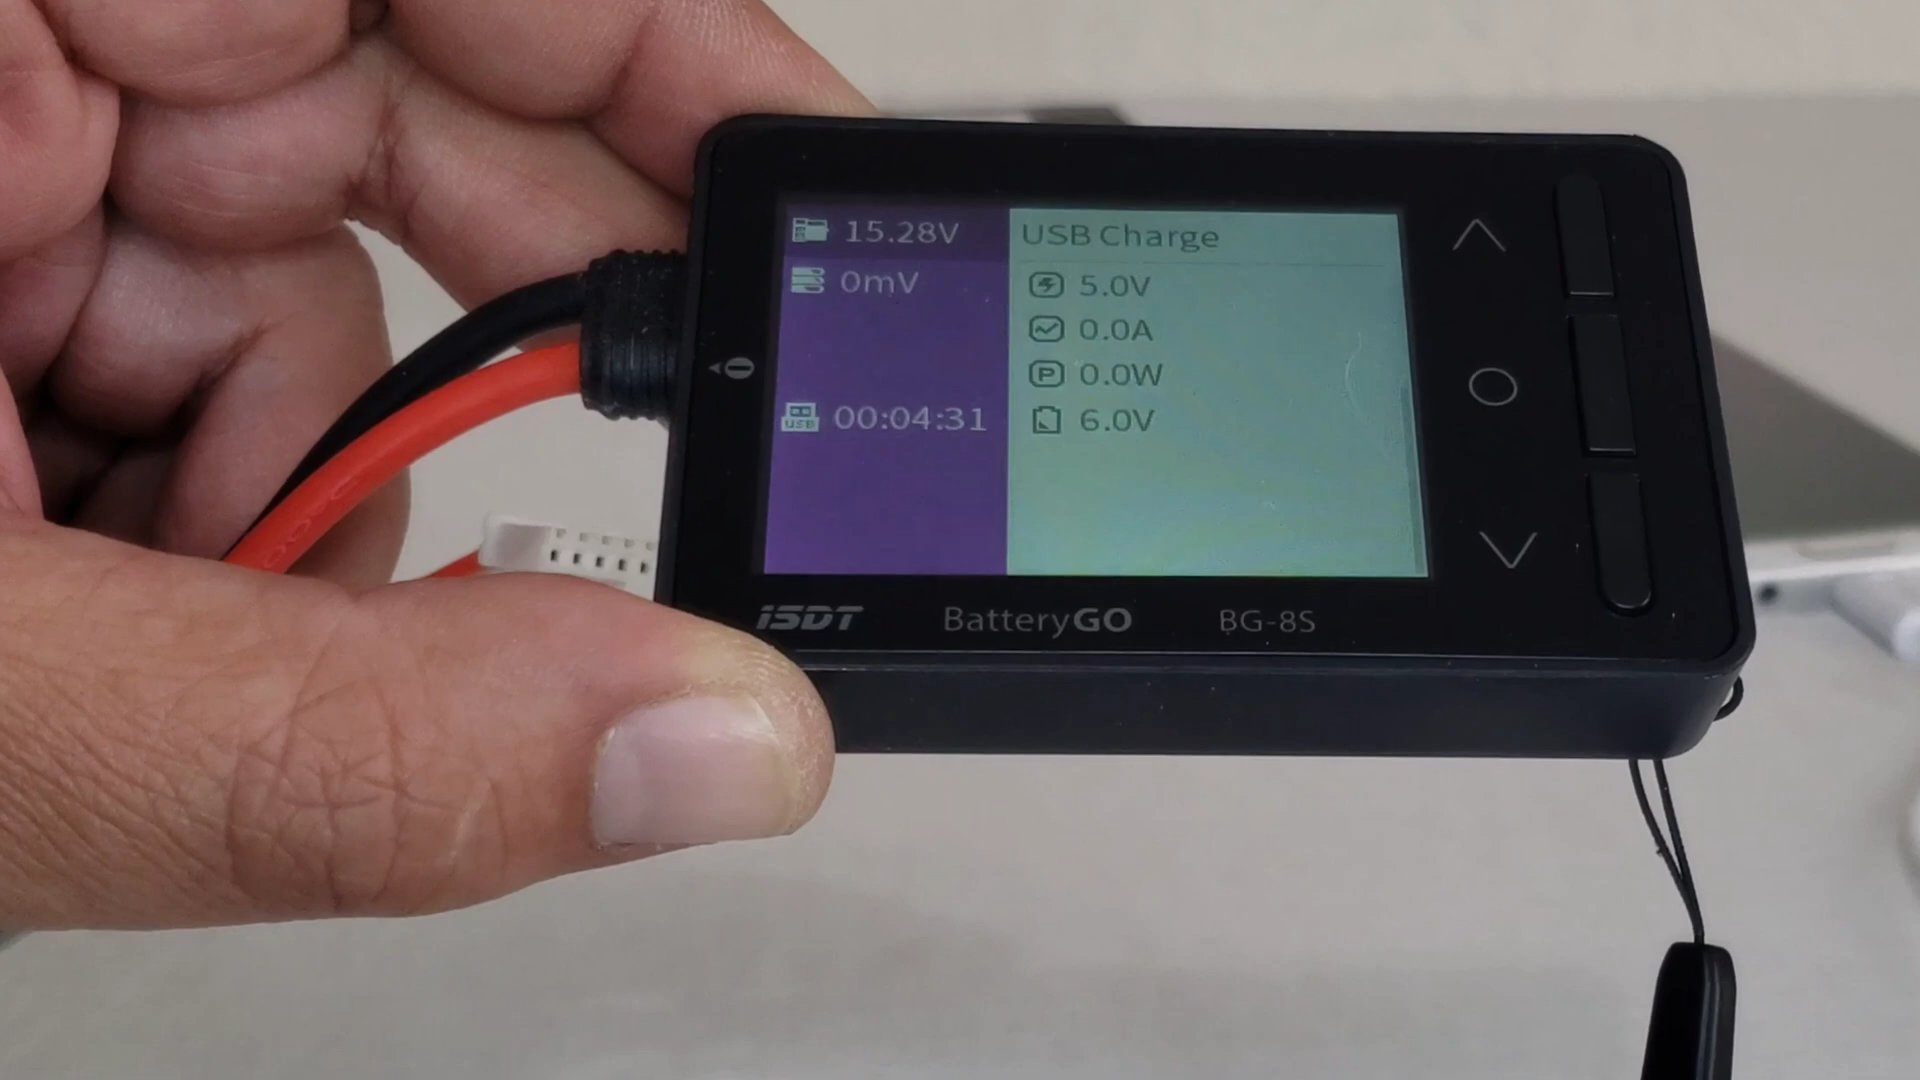 15.28V
0mV
USB 00:04:31
USB Charge
5.0V
0.0A
P 0.0W
6.0V
ISDT BatteryGO BG-8S